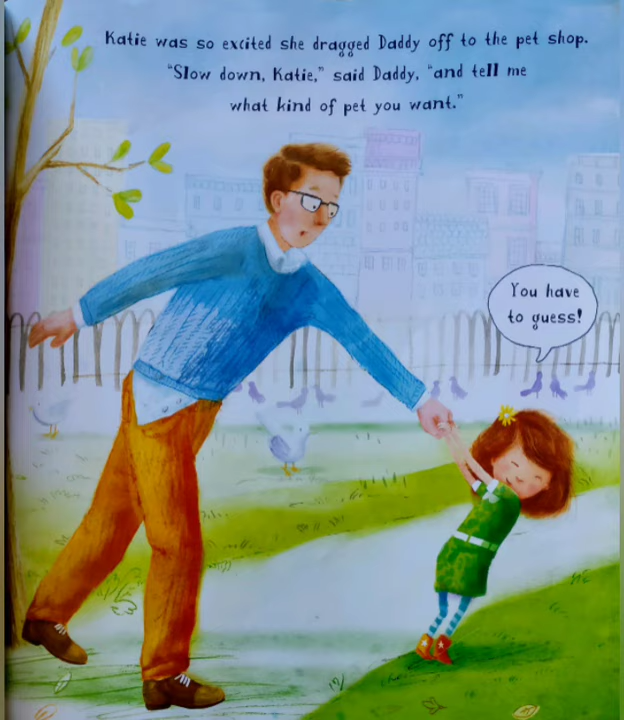 Katie was so excited she dragged Daddy off to the pet shop.
“Slow down, Katie,” said Daddy, “and tell me
what kind of pet you want.”
You have
to guess!